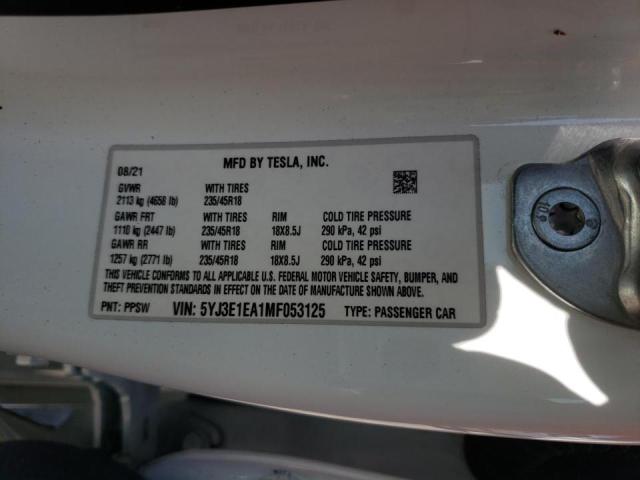 08/21 MFD BY TESLA, INC.
GVWR WITH TIRES
2113 kg (4658 lb) 235/45R18
GAWR FRT WITH TIRES RIM COLD TIRE PRESSURE
1110 kg (2447 lb) 235/45R18 18X8.5J 290 kPa, 42 psi
GAWR RR WITH TIRES RIM COLD TIRE PRESSURE
1257 kg (2771 lb) 235/45R18 18X8.5J 290 kPa, 42 psi
THIS VEHICLE CONFORMS TO ALL APPLICABLE U.S. FEDERAL MOTOR VEHICLE SAFETY, BUMPER, AND
THEFT PREVENTION STANDARDS IN EFFECT ON THE DATE OF MANUFACTURE SHOWN ABOVE.
PNT: PPSW VIN: 5YJ3E1EA1MF053125 TYPE: PASSENGER CAR